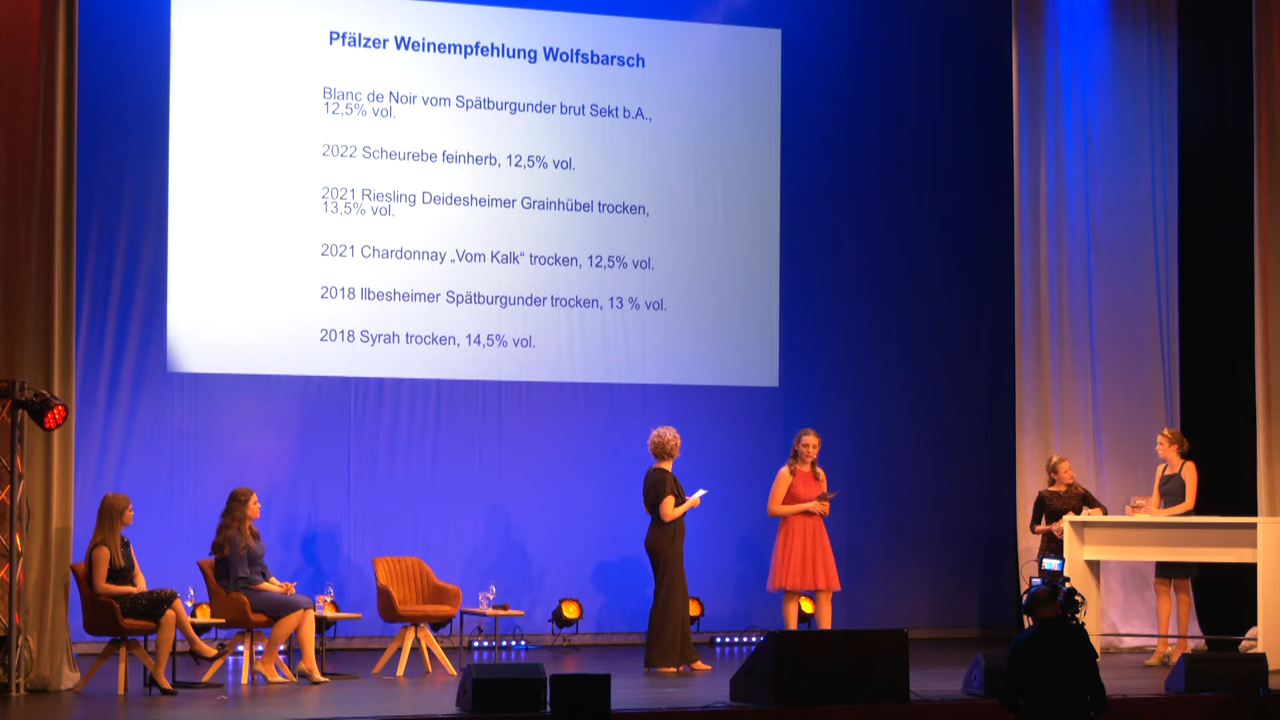 Pfälzer Weinempfehlung Wolfsbarsch
Blanc de Noir vom Spätburgunder brut Sekt b.A.,
12,5% vol.
2022 Scheurebe feinherb, 12,5% vol.
2021 Riesling Deidesheimer Grainhübel trocken,
13,5% vol.
2021 Chardonnay „Vom Kalk“ trocken, 12,5% vol.
2018 Ilbesheimer Spätburgunder trocken, 13 % vol.
2018 Syrah trocken, 14,5% vol.